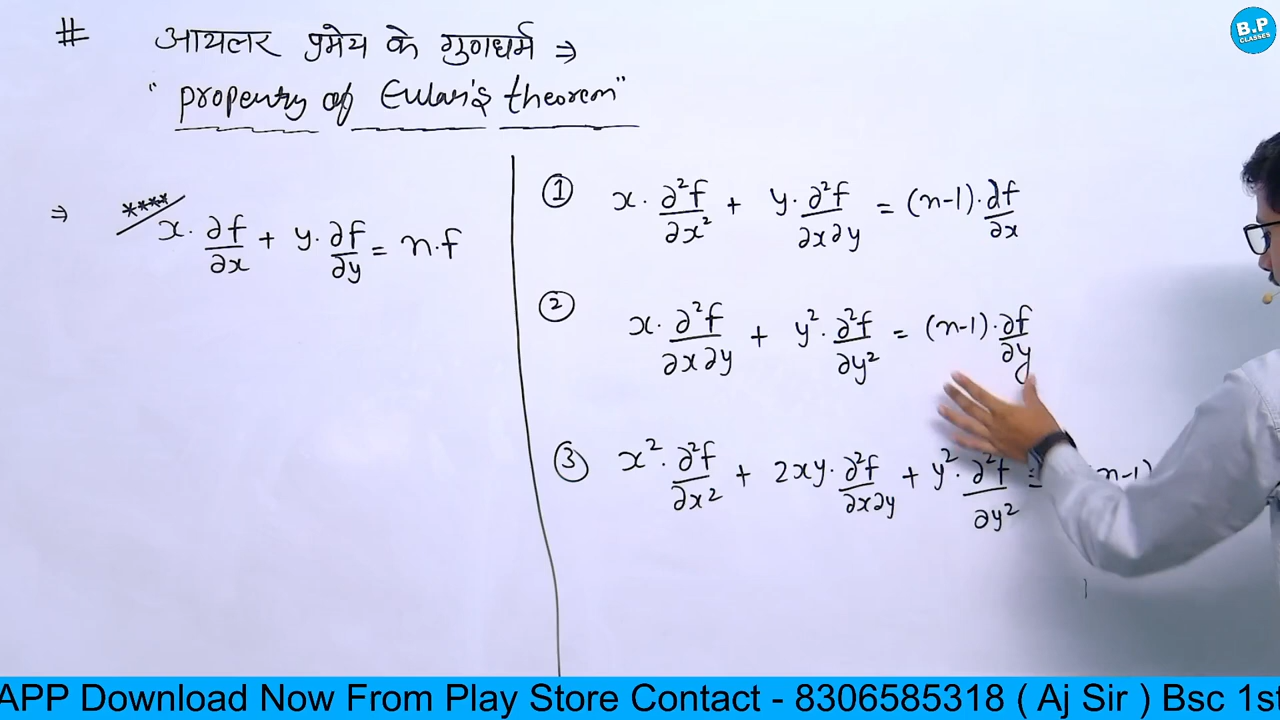 # आयलर प्रमेय के गुणधर्म ⇒
"property of Eular's theorem"
⇒ **** x·∂f/∂x + y·∂f/∂y = n·f
① x·∂²f/∂x² + y·∂²f/∂x∂y = (n-1)·∂f/∂x
② x·∂²f/∂x∂y + y²·∂²f/∂y² = (n-1)·∂f/∂y
③ x²·∂²f/∂x² + 2xy·∂²f/∂x∂y + y²·∂²f/∂y² = (n-1)
B.P
CLASSES
APP Download Now From Play Store Contact - 8306585318 ( Aj Sir ) Bsc 1st